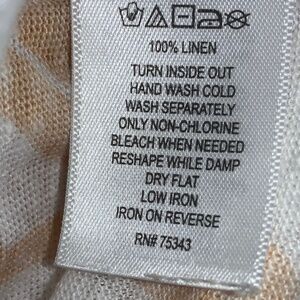 100% LINEN
TURN INSIDE OUT
HAND WASH COLD
WASH SEPARATELY
ONLY NON-CHLORINE
BLEACH WHEN NEEDED
RESHAPE WHILE DAMP
DRY FLAT
LOW IRON
IRON ON REVERSE
RN# 75343